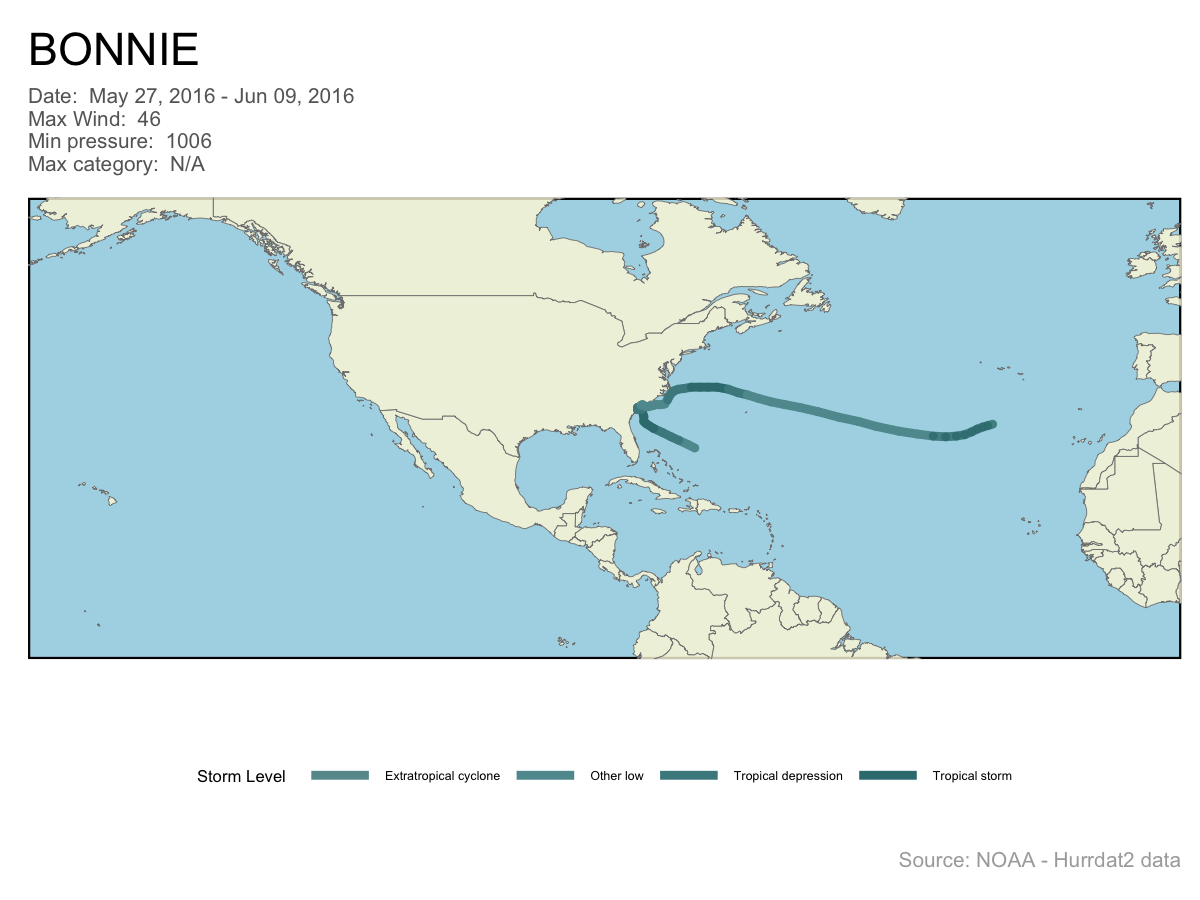 BONNIE
Date:  May 27, 2016 - Jun 09, 2016
Max Wind:  46
Min pressure:  1006
Max category:  N/A
Storm Level
Extratropical cyclone
Other low
Tropical depression
Tropical storm
Source: NOAA - Hurrdat2 data